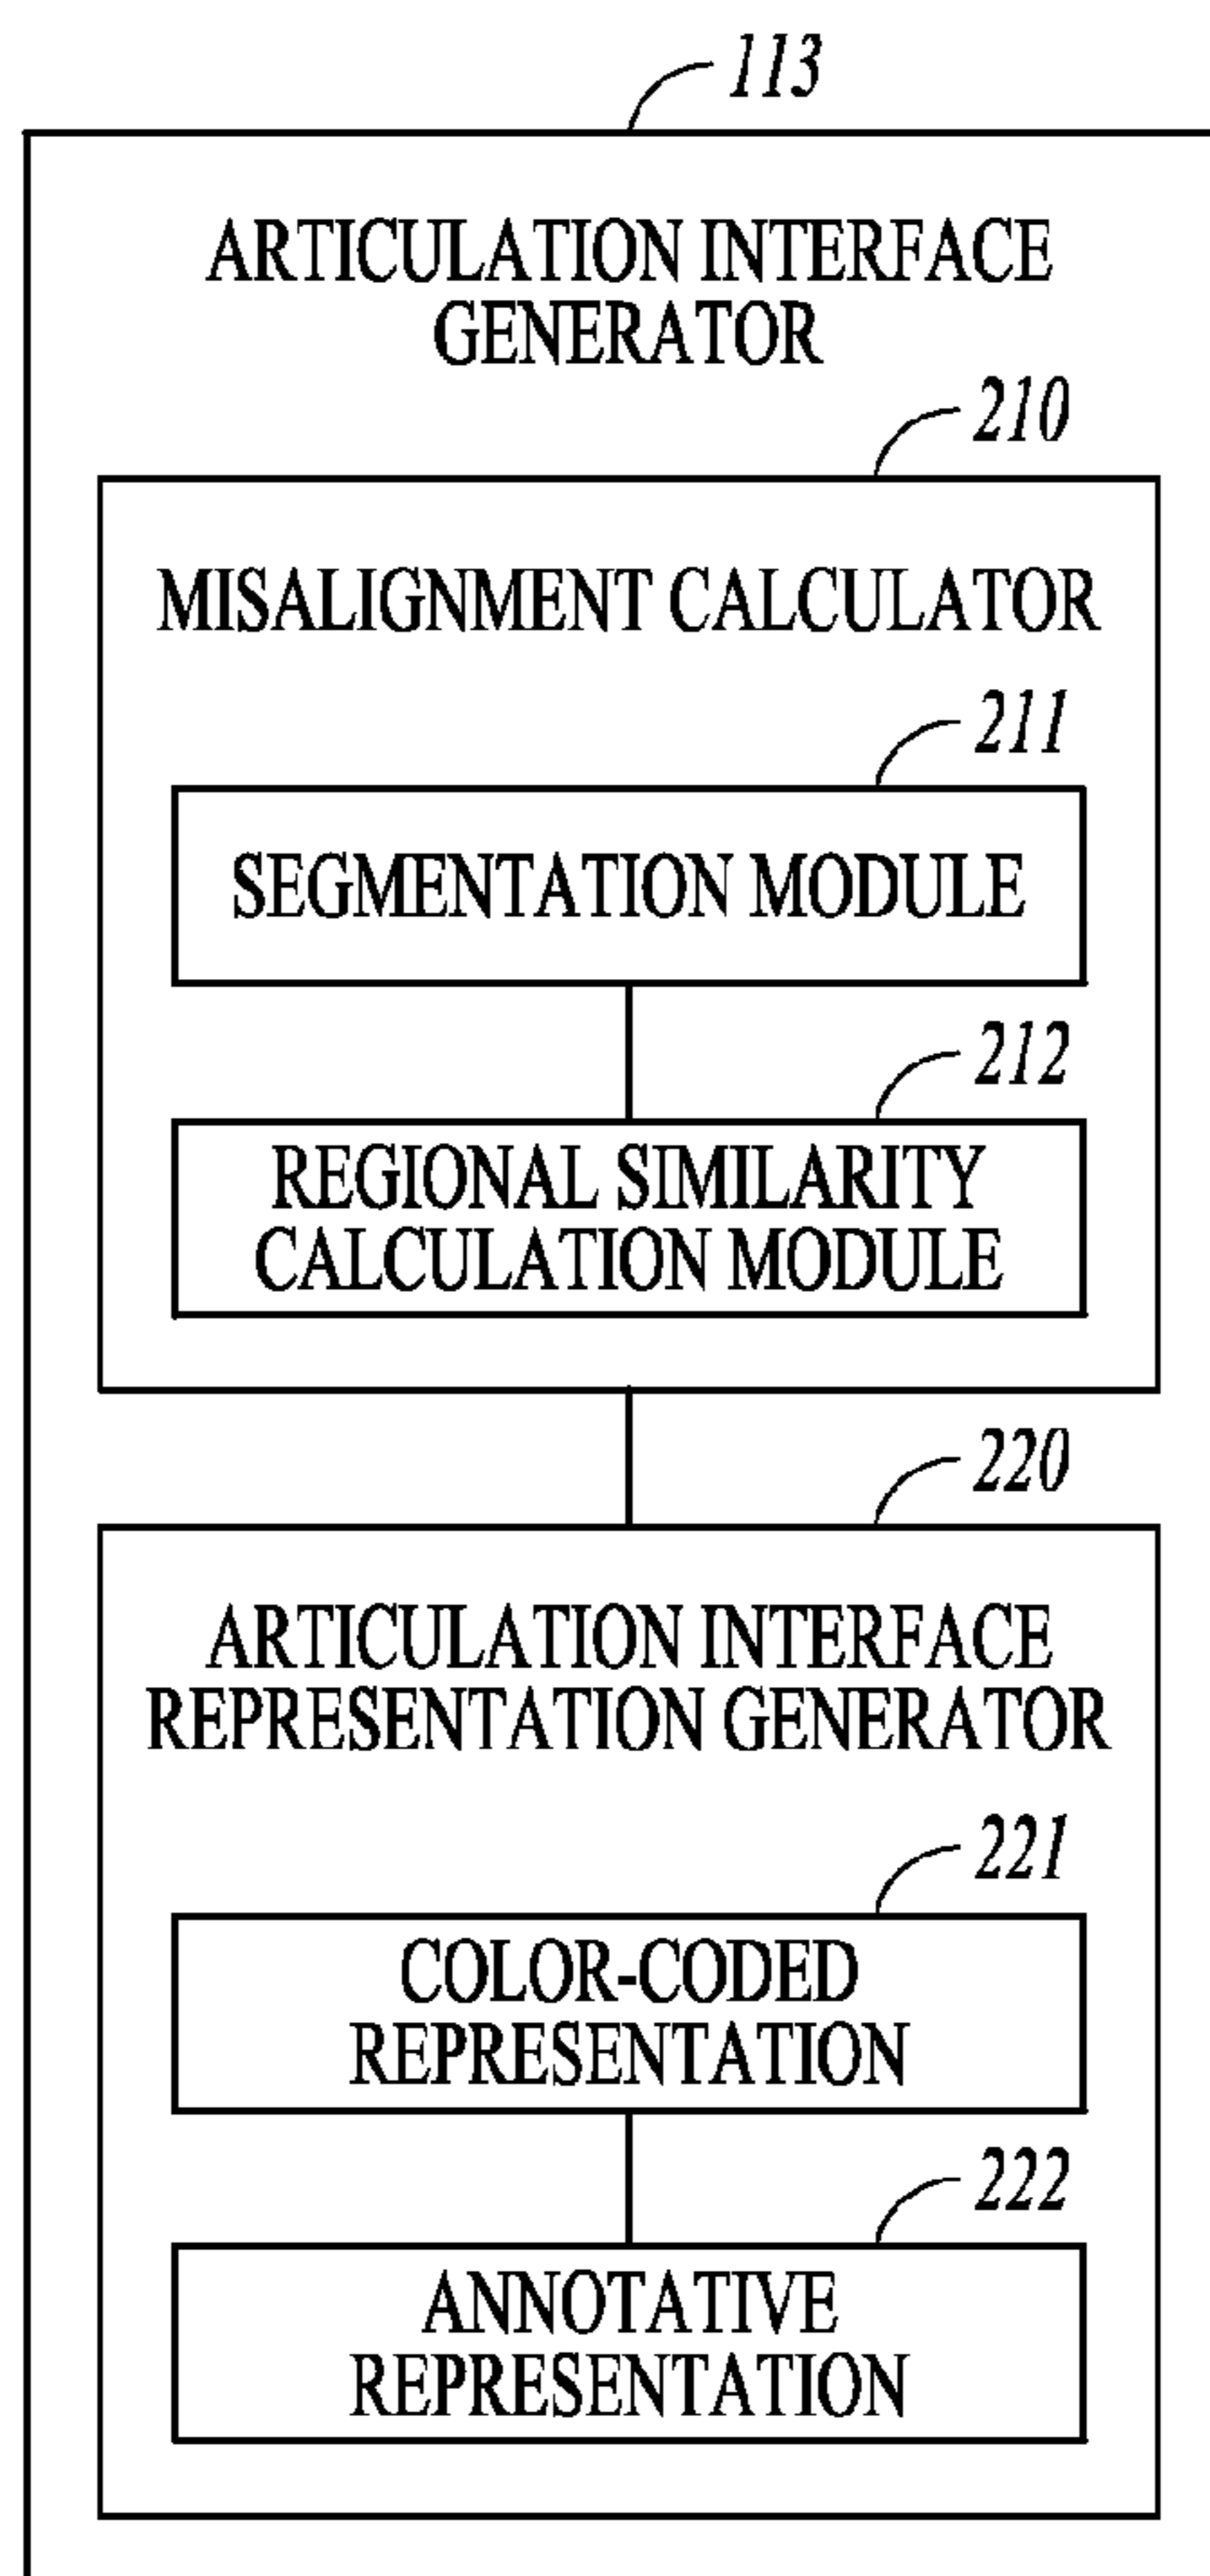 113
ARTICULATION INTERFACE
GENERATOR
210
MISALIGNMENT CALCULATOR
211
SEGMENTATION MODULE
212
REGIONAL SIMILARITY
CALCULATION MODULE
220
ARTICULATION INTERFACE
REPRESENTATION GENERATOR
221
COLOR-CODED
REPRESENTATION
222
ANNOTATIVE
REPRESENTATION